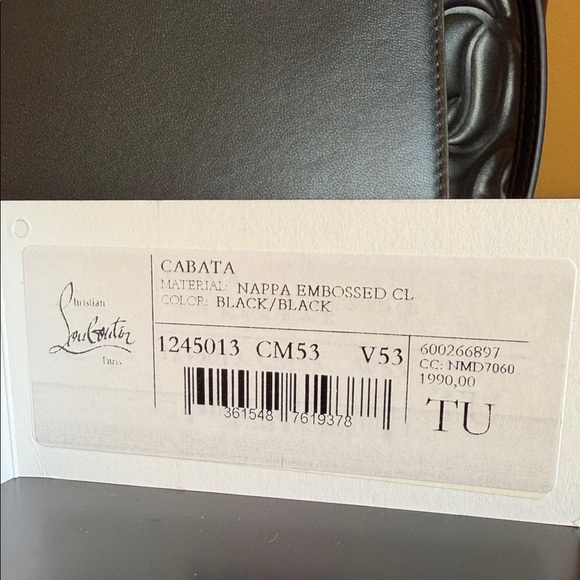 Christian
Louboutin
Paris
CABATA
MATERIAL: NAPPA EMBOSSED CL
COLOR: BLACK/BLACK
1245013 CM53 V53
361548 7619378
600266897
CC: NMD7060
1990,00
TU